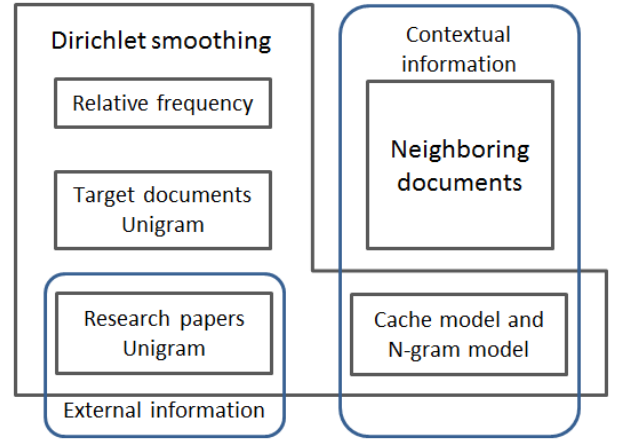 Dirichlet smoothing
Relative frequency
Target documents
Unigram
Research papers
Unigram
External information
Contextual
information
Neighboring
documents
Cache model and
N-gram model